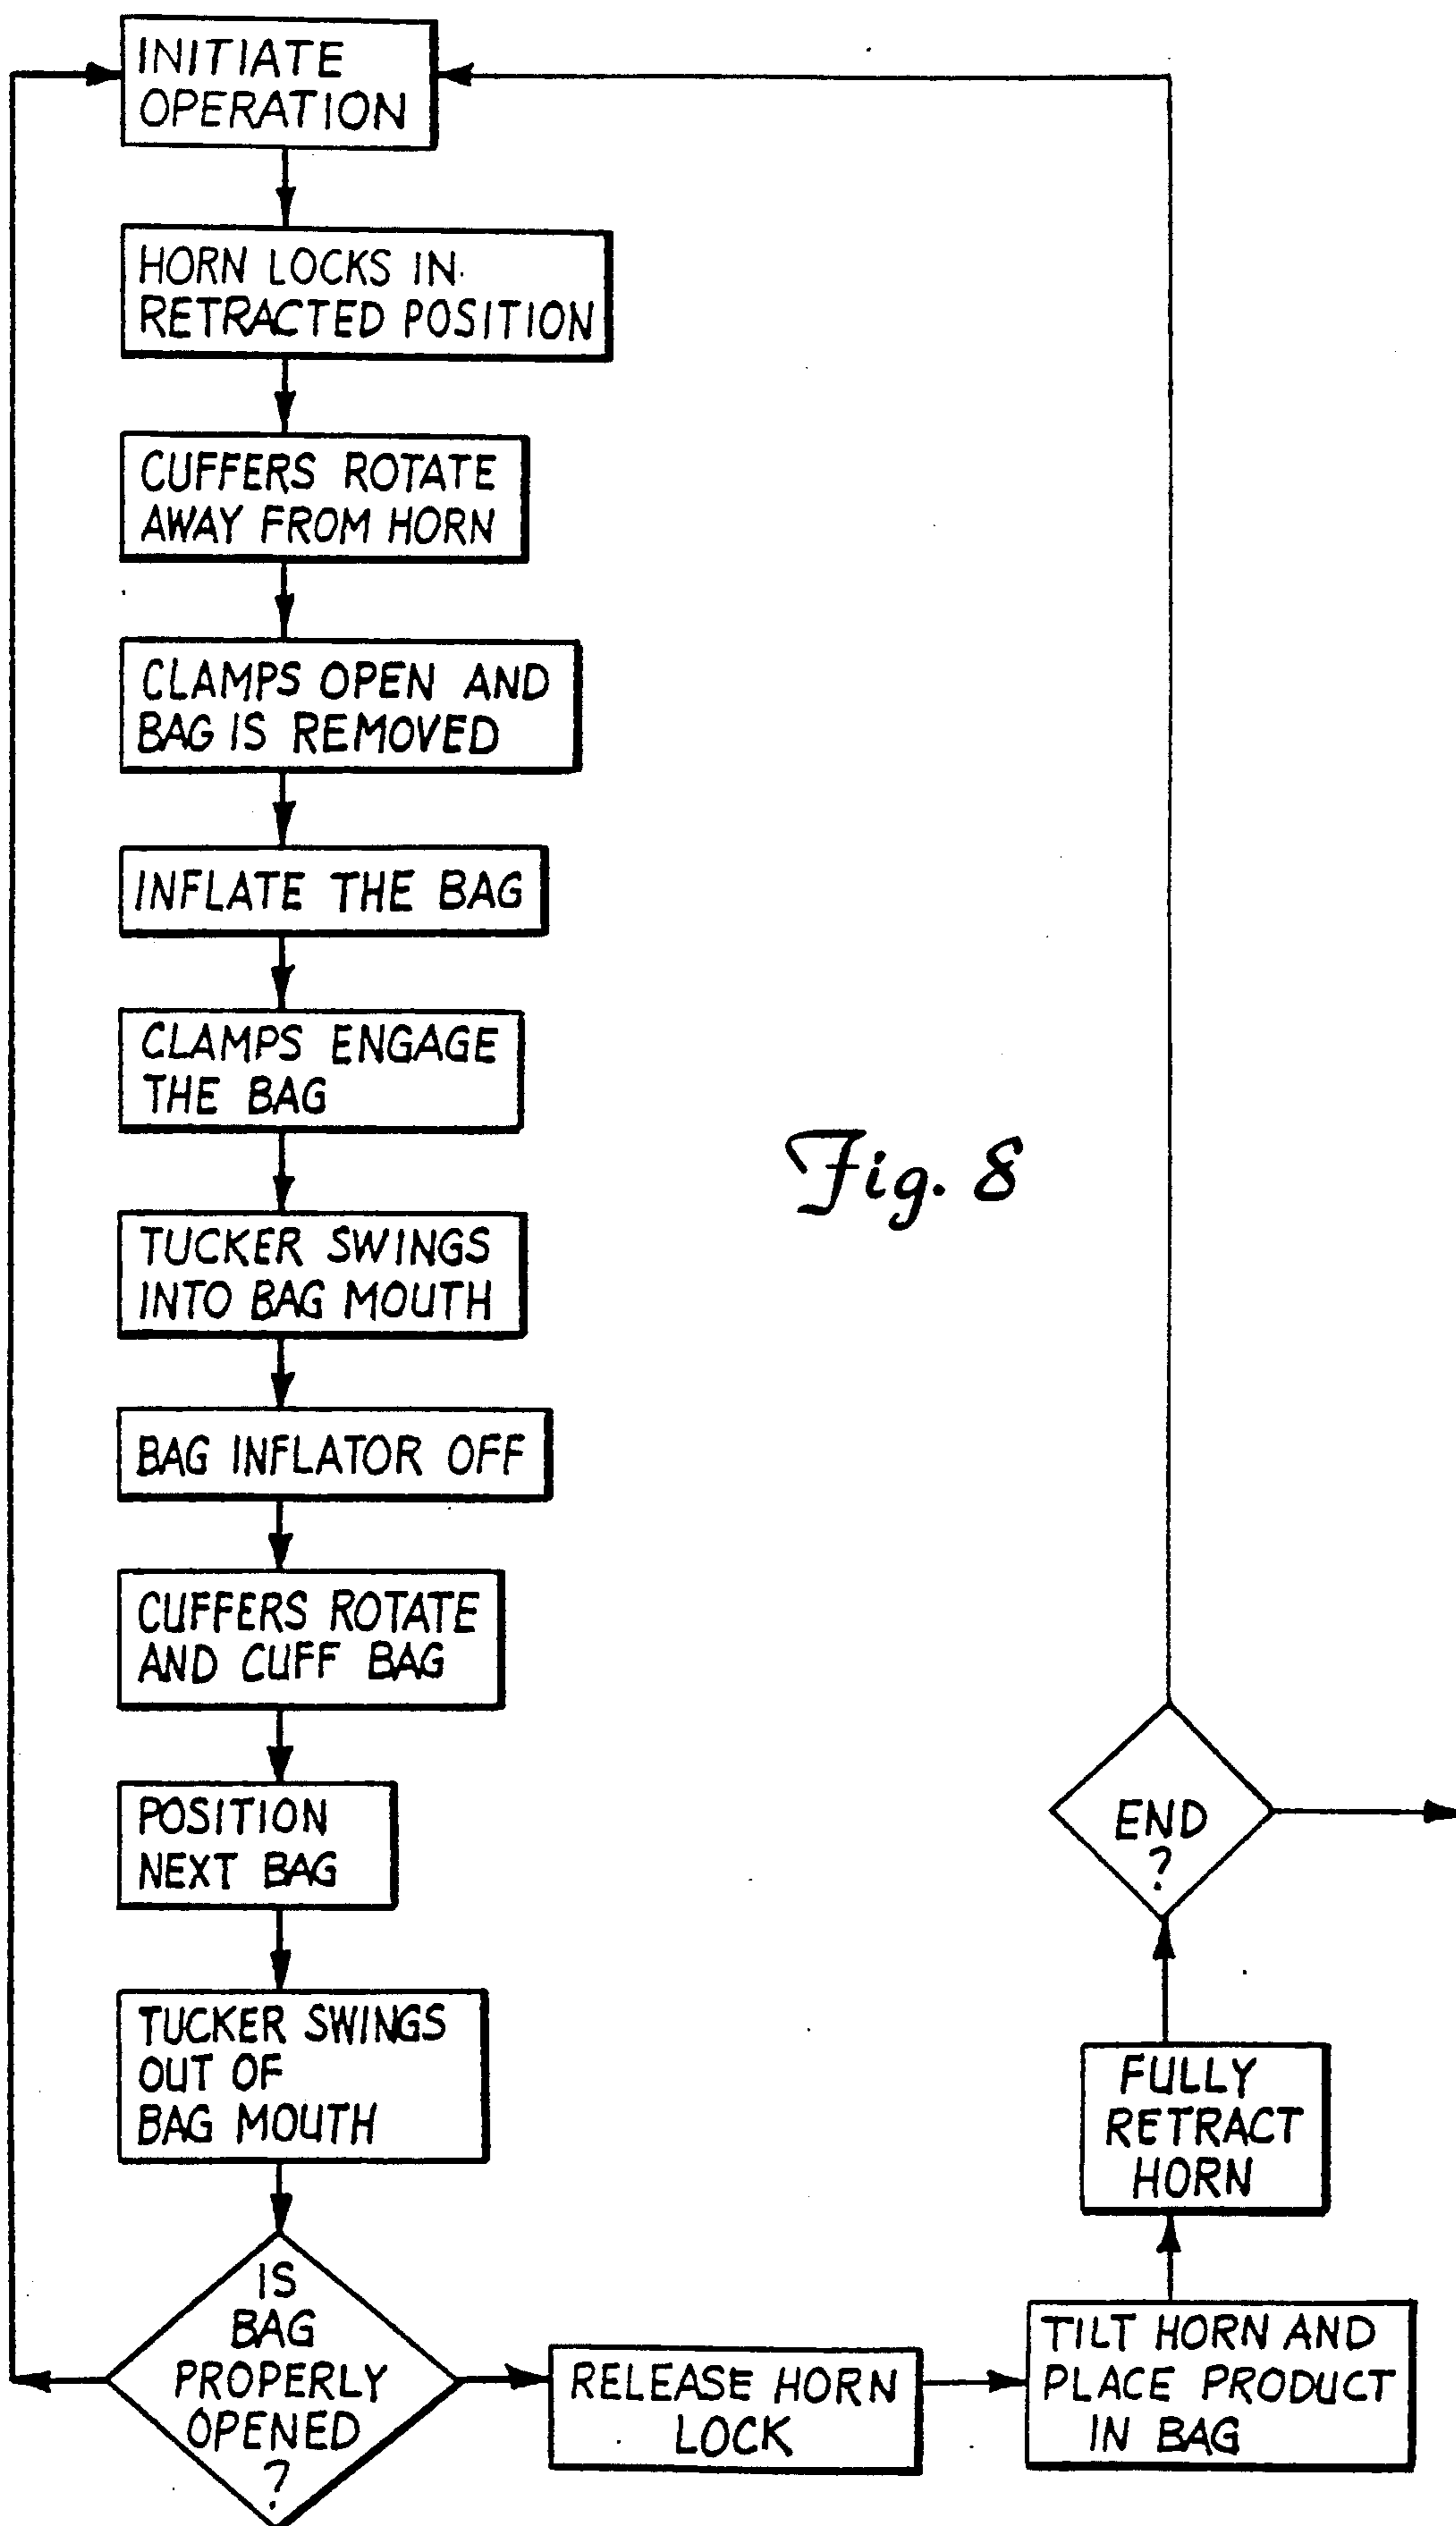 INITIATE
OPERATION
HORN LOCKS IN
RETRACTED POSITION
CUFFERS ROTATE
AWAY FROM HORN
CLAMPS OPEN AND
BAG IS REMOVED
INFLATE THE BAG
CLAMPS ENGAGE
THE BAG
TUCKER SWINGS
INTO BAG MOUTH
BAG INFLATOR OFF
CUFFERS ROTATE
AND CUFF BAG
POSITION
NEXT BAG
TUCKER SWINGS
OUT OF
BAG MOUTH
IS
BAG
PROPERLY
OPENED
?
RELEASE HORN
LOCK
TILT HORN AND
PLACE PRODUCT
IN BAG
FULLY
RETRACT
HORN
END
?
Fig. 8